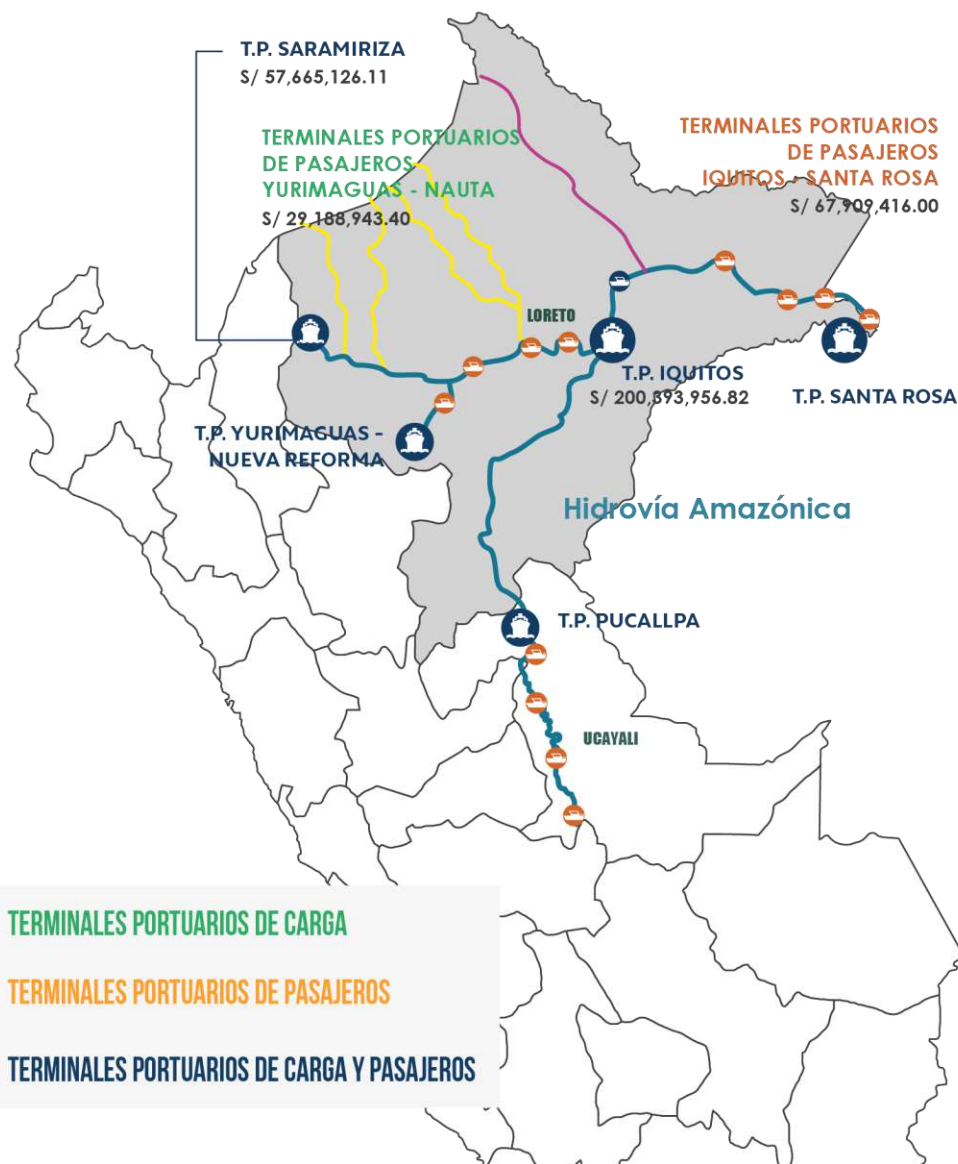 T.P. SARAMIRIZA
S/ 57,665,126.11
TERMINALES PORTUARIOS
DE PASAJEROS
YURIMAGUAS - NAUTA
S/ 29,188,943.40
TERMINALES PORTUARIOS
DE PASAJEROS
IQUITOS - SANTA ROSA
S/ 67,909,416.00
LORETO
T.P. IQUITOS
S/ 200,393,956.82
T.P. SANTA ROSA
T.P. YURIMAGUAS -
NUEVA REFORMA
Hidrovía Amazónica
T.P. PUCALLPA
UCAYALI
TERMINALES PORTUARIOS DE CARGA
TERMINALES PORTUARIOS DE PASAJEROS
TERMINALES PORTUARIOS DE CARGA Y PASAJEROS